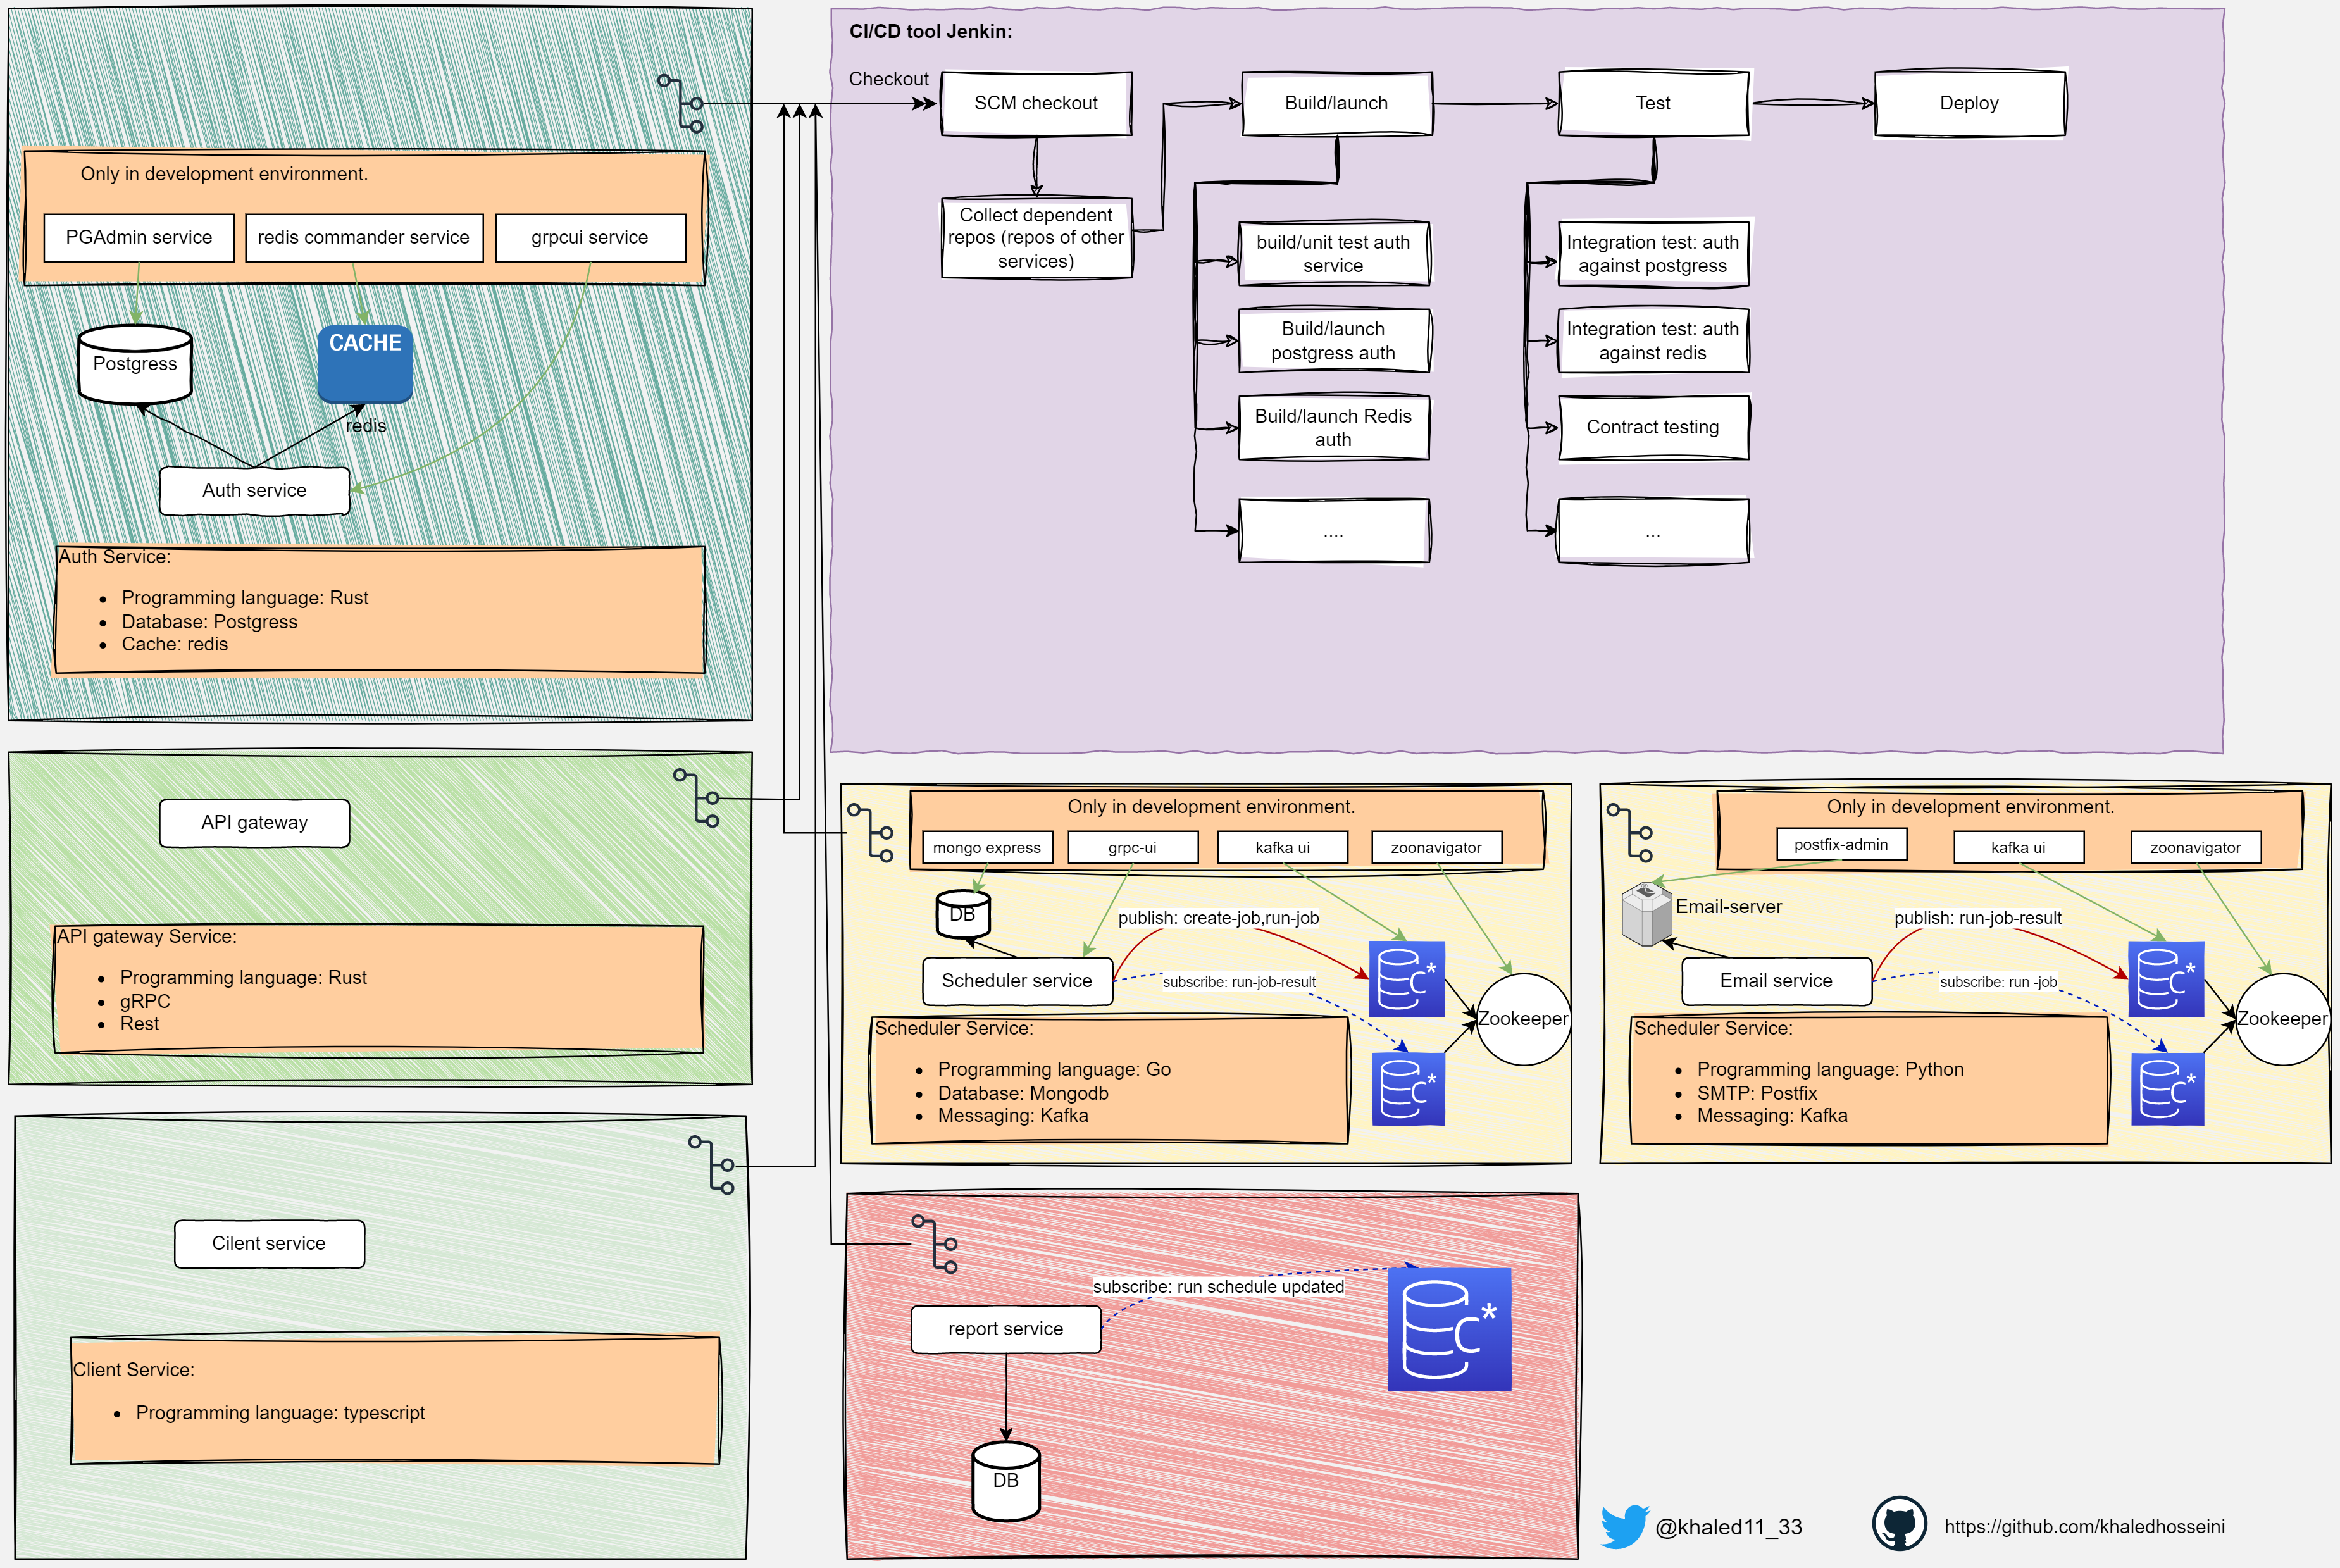 Only in development environment.
PGAdmin service
redis commander service
grpcui service
Postgress
CACHE
redis
Auth service
Auth Service:
Programming language: Rust
Database: Postgress
Cache: redis
CI/CD tool Jenkin:
Checkout
SCM checkout
Build/launch
Test
Deploy
Collect dependent
repos (repos of other
services)
build/unit test auth
service
Build/launch
postgress auth
Build/launch Redis
auth
....
Integration test: auth
against postgress
Integration test: auth
against redis
Contract testing
...
API gateway
API gateway Service:
Programming language: Rust
gRPC
Rest
Only in development environment.
mongo express
grpc-ui
kafka ui
zoonavigator
DB
publish: create-job,run-job
Scheduler service
subscribe: run-job-result
C*
C*
Zookeeper
Scheduler Service:
Programming language: Go
Database: Mongodb
Messaging: Kafka
Only in development environment.
postfix-admin
kafka ui
zoonavigator
Email-server
publish: run-job-result
Email service
subscribe: run -job
C*
C*
Zookeeper
Scheduler Service:
Programming language: Python
SMTP: Postfix
Messaging: Kafka
Cilent service
Client Service:
Programming language: typescript
subscribe: run schedule updated
report service
C*
DB
@khaled11_33
https://github.com/khaledhosseini